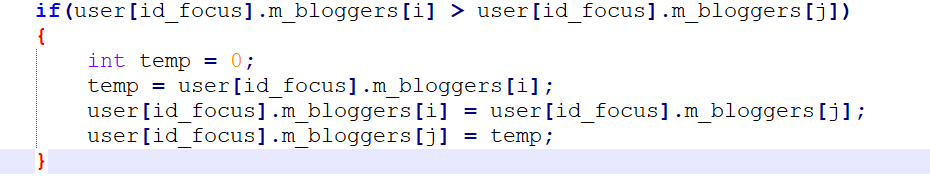 if(user[id_focus].m_bloggers[i] > user[id_focus].m_bloggers[j])
{
int temp = 0;
temp = user[id_focus].m_bloggers[i];
user[id_focus].m_bloggers[i] = user[id_focus].m_bloggers[j];
user[id_focus].m_bloggers[j] = temp;
}